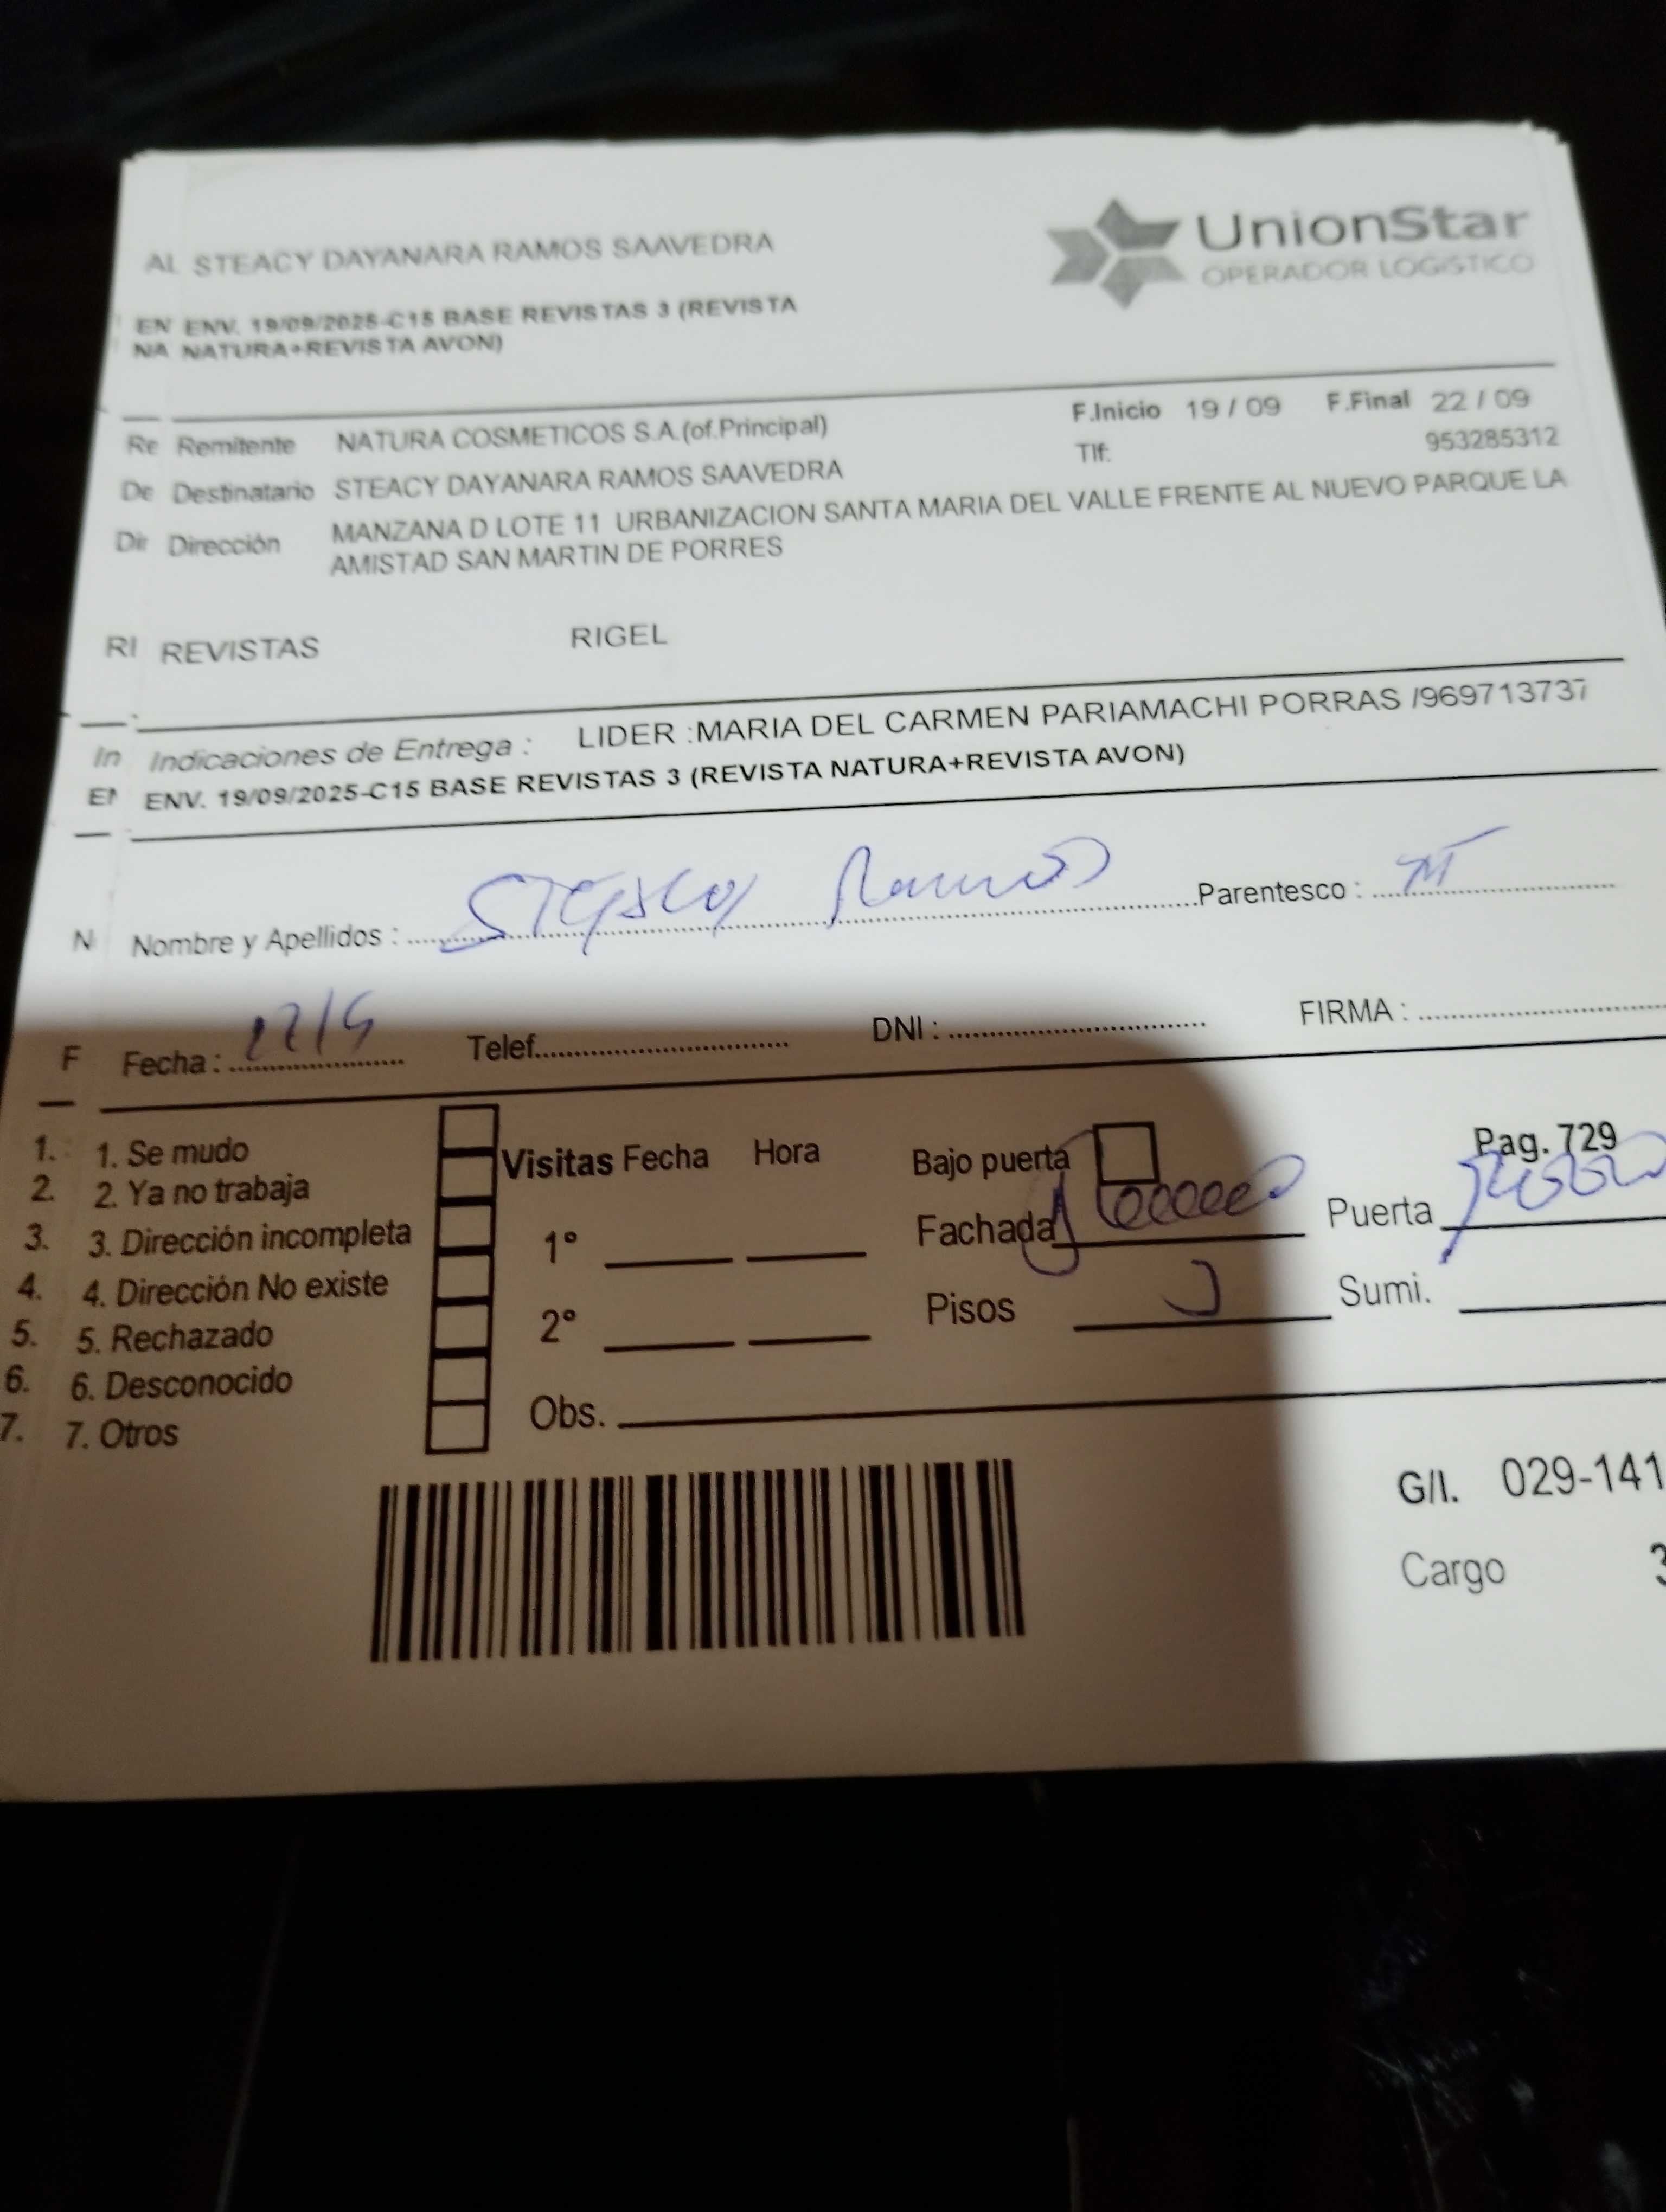 UnionStar
OPERADOR LOGíSTICO
AL STEACY DAYANARA RAMOS SAAVEDRA
EN ENV. 19/09/2025-C15 BASE REVISTAS 3 (REVISTA
NA NATURA+REVISTA AVON)
F.Inicio 19 / 09 F.Final 22 / 09
Re Remitente NATURA COSMETICOS S.A.(of.Principal)
Tlf: 953285312
De Destinatario STEACY DAYANARA RAMOS SAAVEDRA
Dir Dirección MANZANA D LOTE 11 URBANIZACION SANTA MARIA DEL VALLE FRENTE AL NUEVO PARQUE LA
AMISTAD SAN MARTIN DE PORRES
RI REVISTAS RIGEL
In Indicaciones de Entrega : LIDER :MARIA DEL CARMEN PARIAMACHI PORRAS /969713737
EN ENV. 19/09/2025-C15 BASE REVISTAS 3 (REVISTA NATURA+REVISTA AVON)
N Nombre y Apellidos : Ramos Parentesco :
F Fecha : Telef. DNI : FIRMA :
1. 1. Se mudo
2. 2. Ya no trabaja
3. 3. Dirección incompleta
4. 4. Dirección No existe
5. 5. Rechazado
6. 6. Desconocido
7. 7. Otros
Visitas Fecha Hora
1°
2°
Obs.
Bajo puerta
Pag. 729
Fachada Puerta
Pisos Sumi.
G/I. 029-141
Cargo 3